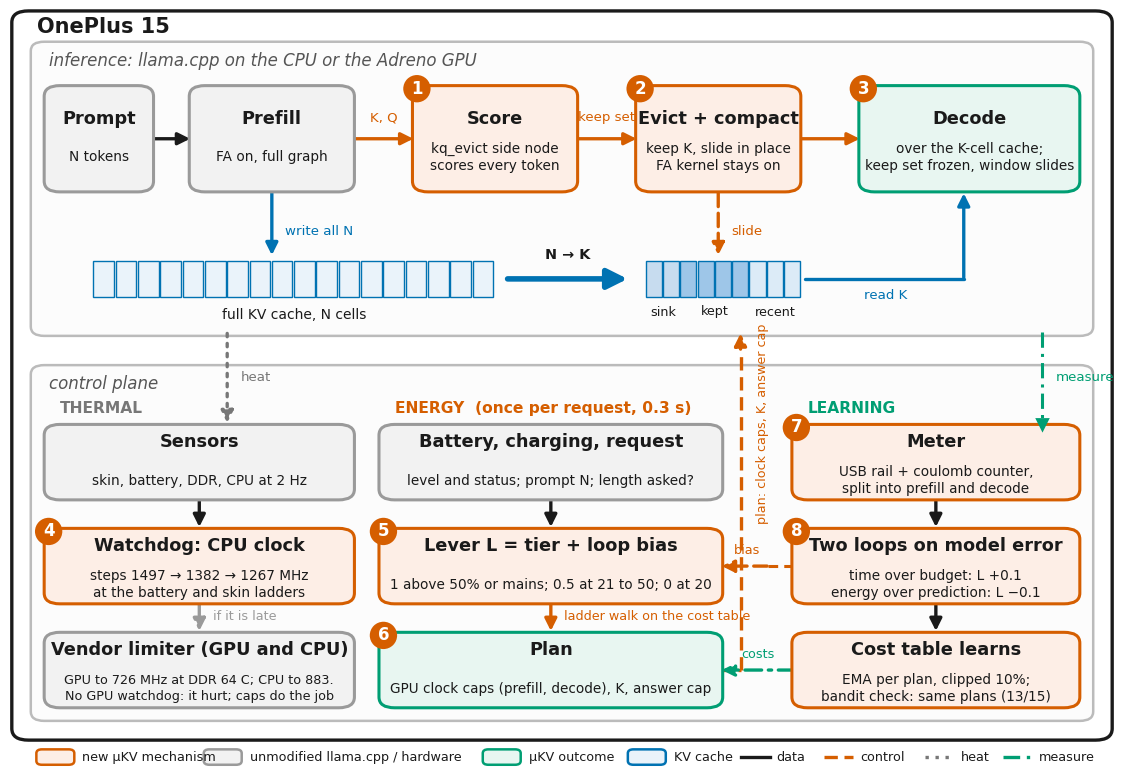 OnePlus 15
inference: llama.cpp on the CPU or the Adreno GPU
1
2
3
Prompt
N tokens
Prefill
FA on, full graph
K, Q
Score
kq_evict side node
scores every token
keep set
Evict + compact
keep K, slide in place
FA kernel stays on
Decode
over the K-cell cache;
keep set frozen, window slides
write all N
slide
N → K
full KV cache, N cells
sink
kept
recent
read K
heat
plan: clock caps, K, answer cap
measure
control plane
THERMAL
ENERGY (once per request, 0.3 s)
LEARNING
Sensors
skin, battery, DDR, CPU at 2 Hz
Battery, charging, request
level and status; prompt N; length asked?
7
Meter
USB rail + coulomb counter,
split into prefill and decode
4
Watchdog: CPU clock
steps 1497 → 1382 → 1267 MHz
at the battery and skin ladders
5
Lever L = tier + loop bias
1 above 50% or mains; 0.5 at 21 to 50; 0 at 20
bias
8
Two loops on model error
time over budget: L +0.1
energy over prediction: L −0.1
if it is late
ladder walk on the cost table
Vendor limiter (GPU and CPU)
GPU to 726 MHz at DDR 64 C; CPU to 883.
No GPU watchdog: it hurt; caps do the job
6
Plan
GPU clock caps (prefill, decode), K, answer cap
costs
Cost table learns
EMA per plan, clipped 10%;
bandit check: same plans (13/15)
new µKV mechanism
unmodified llama.cpp / hardware
µKV outcome
KV cache
data
control
heat
measure